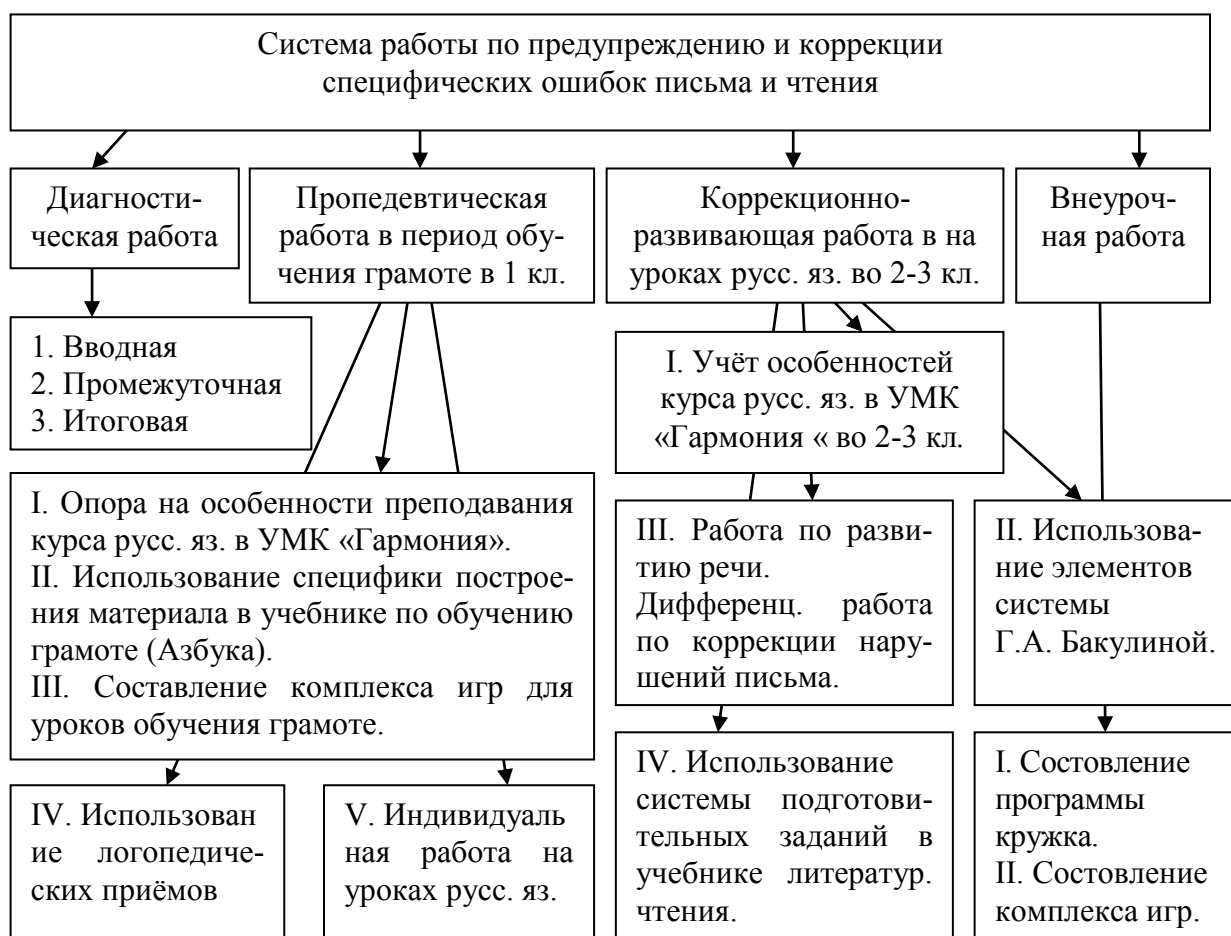 Система работы по предупреждению и коррекции
специфических ошибок письма и чтения
Диагности-
ческая работа
Пропедевтическая
работа в период обу-
чения грамоте в 1 кл.
Коррекционно-
развивающая работа в на
уроках русс. яз. во 2-3 кл.
Внеуроч-
ная работа
1. Вводная
2. Промежуточная
3. Итоговая
I. Учёт особенностей
курса русс. яз. в УМК
«Гармония « во 2-3 кл.
I. Опора на особенности преподавания
курса русс. яз. в УМК «Гармония».
II. Использование специфики построе-
ния материала в учебнике по обучению
грамоте (Азбука).
III. Составление комплекса игр для
уроков обучения грамоте.
III. Работа по разви-
тию речи.
Дифференц. работа
по коррекции нару-
шений письма.
II. Использова-
ние элементов
системы
Г.А. Бакулиной.
IV. Использован
ие логопедиче-
ских приёмов
V. Индивидуаль
ная работа на
уроках русс. яз.
IV. Использование
системы подготови-
тельных заданий в
учебнике литератур.
чтения.
I. Состовление
программы
кружка.
II. Состовление
комплекса игр.